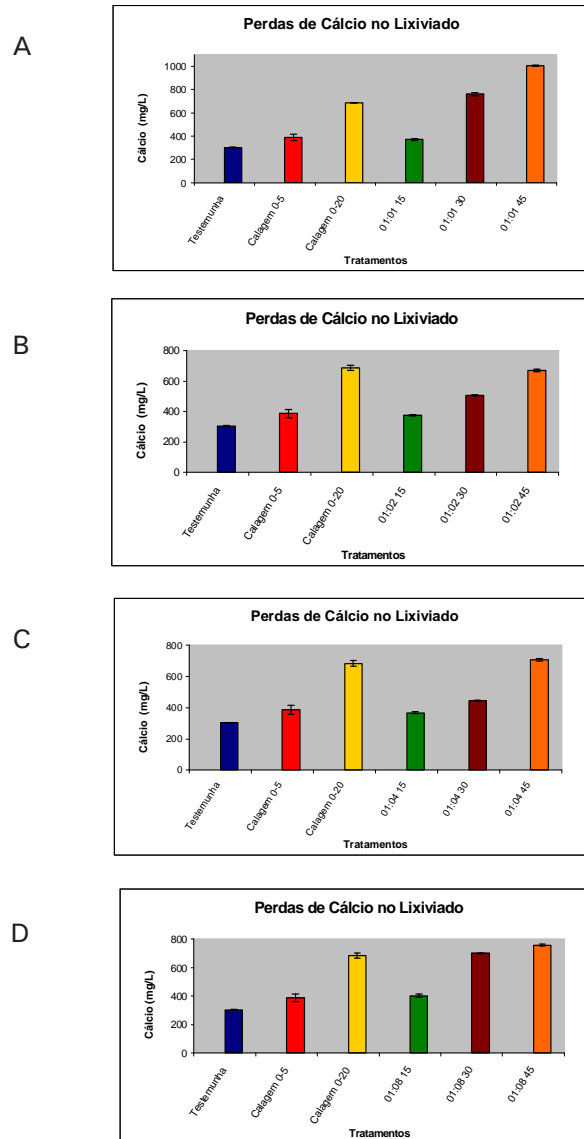 A
Perdas de Cálcio no Lixiviado
Cálcio (mg/L)
1000
800
600
400
200
0
Testemunha
Calagem 0-5
Calagem 0-20
01:01 15
01:01 30
01:01 45
Tratamentos
B
Perdas de Cálcio no Lixiviado
Cálcio (mg/L)
800
600
400
200
0
Testemunha
Calagem 0-5
Calagem 0-20
01:02 15
01:02 30
01:02 45
Tratamentos
C
Perdas de Cálcio no Lixiviado
Cálcio (mg/L)
800
600
400
200
0
Testemunha
Calagem 0-5
Calagem 0-20
01:04 15
01:04 30
01:04 45
Tratamentos
D
Perdas de Cálcio no Lixiviado
Cálcio (mg/L)
800
600
400
200
0
Testemunha
Calagem 0-5
Calagem 0-20
01:08 15
01:08 30
01:08 45
Tratamentos